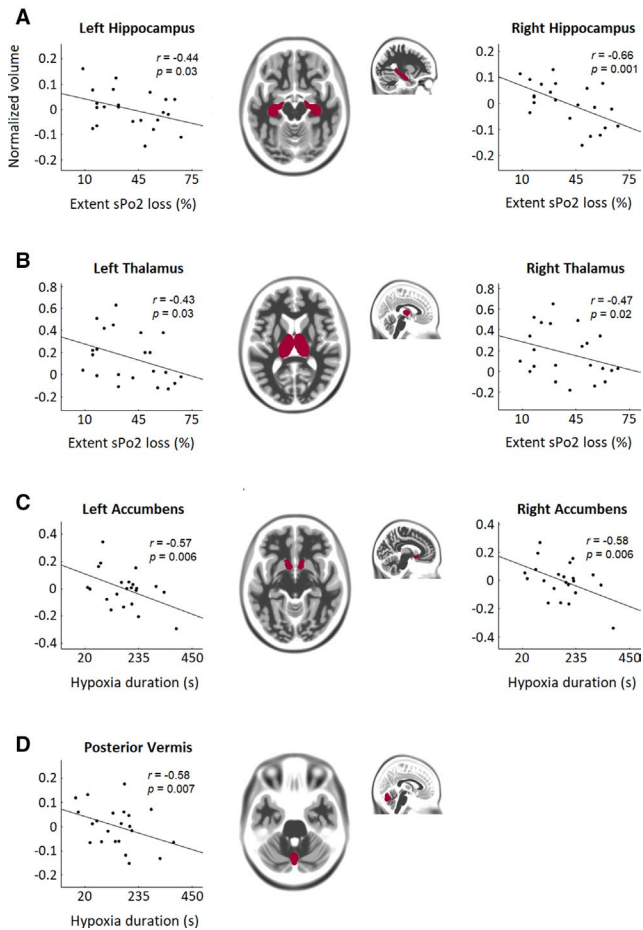 A
Left Hippocampus
r = -0.44
p = 0.03
Normalized volume
0.2
0.1
0
-0.1
-0.2
10 45 75
Extent sPo2 loss (%)
Right Hippocampus
r = -0.66
p = 0.001
0.2
0.1
0
-0.1
10 45 75
Extent sPo2 loss (%)
B
Left Thalamus
r = -0.43
p = 0.03
0.8
0.6
0.4
0.2
0
-0.2
10 45 75
Extent sPo2 loss (%)
Right Thalamus
r = -0.47
p = 0.02
0.8
0.6
0.4
0.2
0
-0.2
10 45 75
Extent sPo2 loss (%)
C
Left Accumbens
r = -0.57
p = 0.006
0.4
0.2
0
-0.2
-0.4
20 235 450
Hypoxia duration (s)
Right Accumbens
r = -0.58
p = 0.006
0.4
0.2
0
-0.2
-0.4
20 235 450
Hypoxia duration (s)
D
Posterior Vermis
r = -0.58
p = 0.007
0.2
0.1
0
-0.1
-0.2
20 235 450
Hypoxia duration (s)